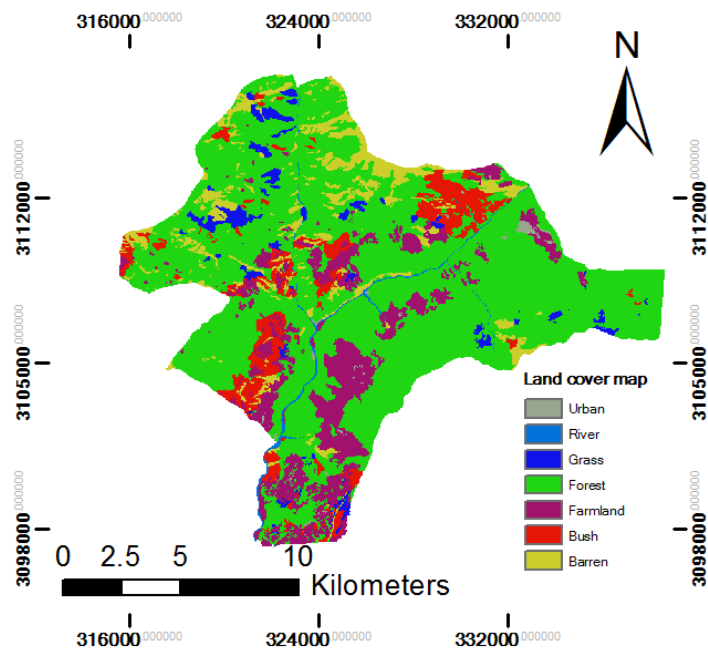 316000.000000 324000.000000 332000.000000
N
3112000.000000 3112000.000000
3105000.000000 3105000.000000
Land cover map
Urban
River
Grass
Forest
Farmland
Bush
Barren
3098000.000000 3098000.000000
0 2.5 5 10
Kilometers
316000.000000 324000.000000 332000.000000